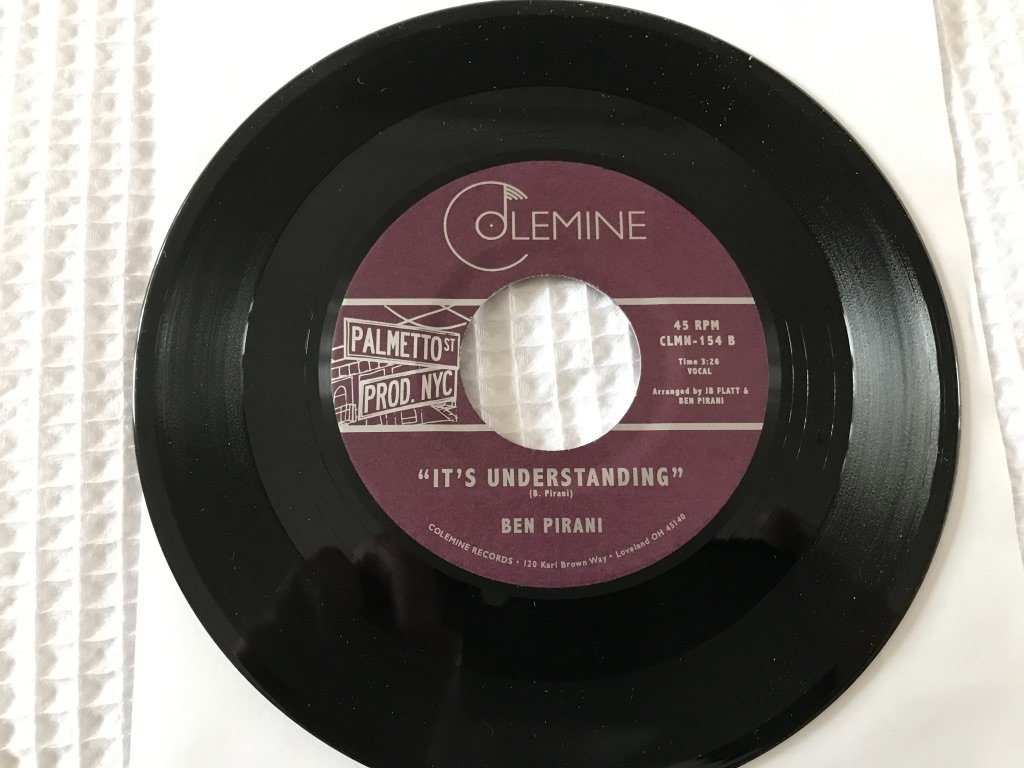 COLEMINE
PALMETTO ST
PROD. NYC
45 RPM
CLMN-154 B
Time 3:26
VOCAL
Arranged by JB FLATT &
BEN PIRANI
"IT'S UNDERSTANDING"
(B. Pirani)
BEN PIRANI
COLEMINE RECORDS • 120 Karl Brown Way • Loveland OH 45140